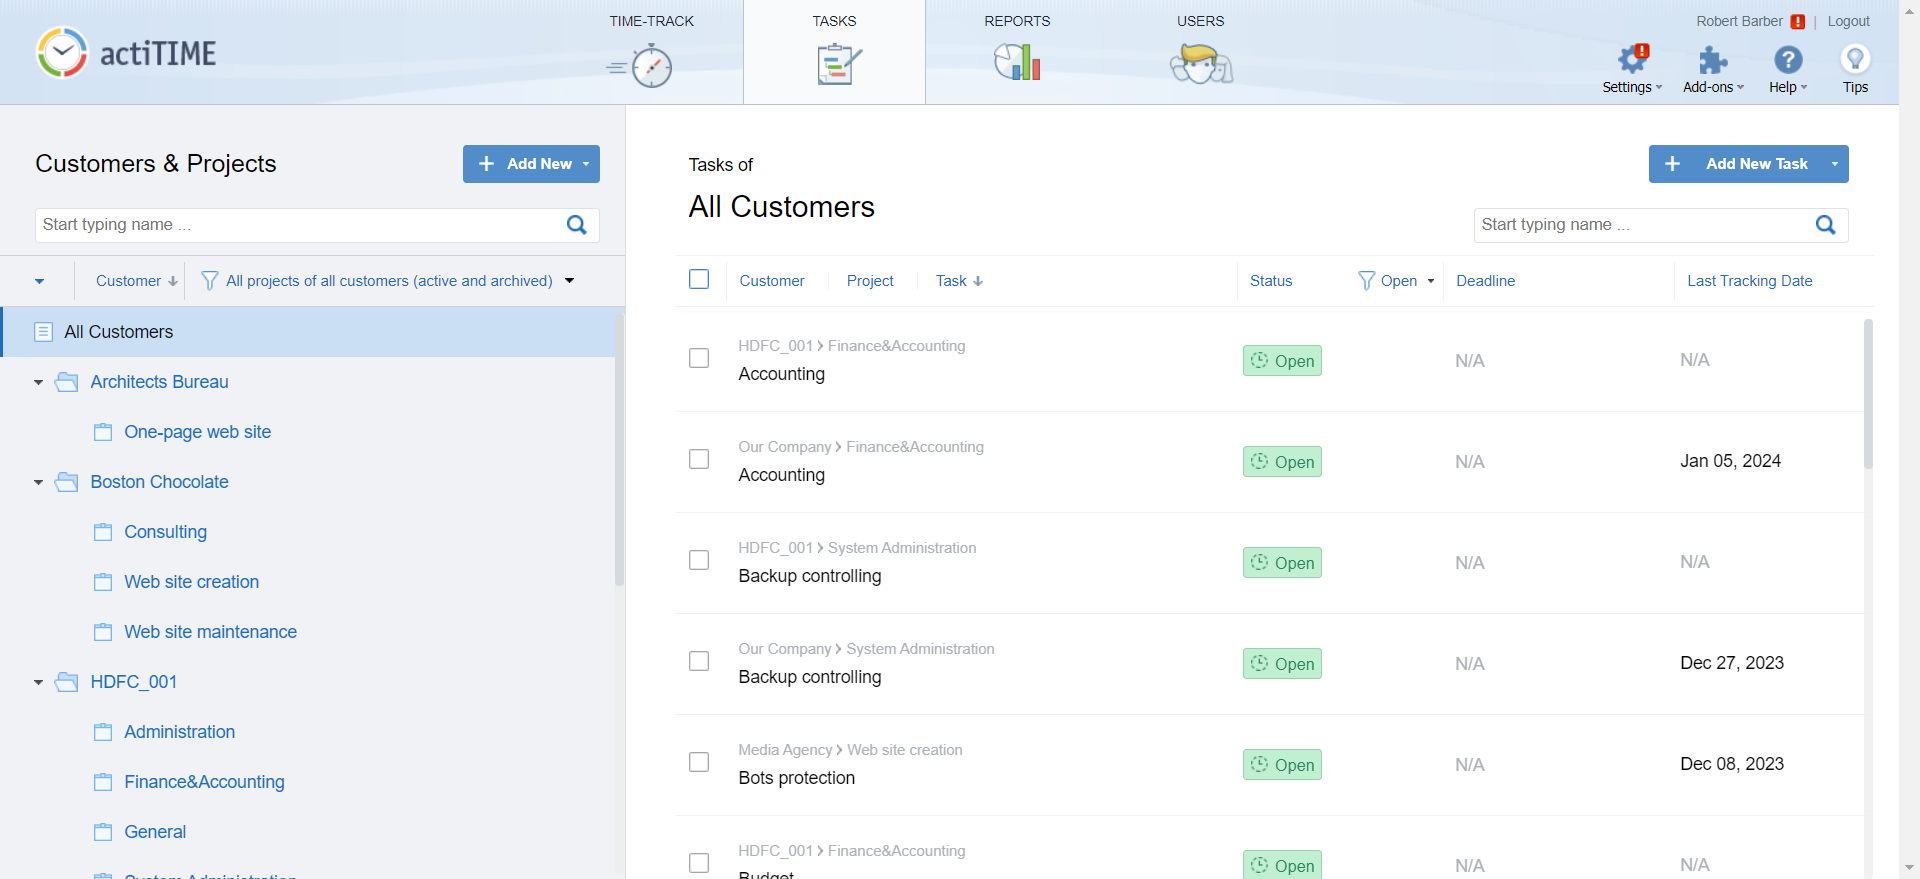 actiTIME
TIME-TRACK
TASKS
REPORTS
USERS
Robert Barber | Logout
Settings
Add-ons
Help
Tips
Customers & Projects
Add New
Start typing name ...
Customer
All projects of all customers (active and archived)
All Customers
Architects Bureau
One-page web site
Boston Chocolate
Consulting
Web site creation
Web site maintenance
HDFC_001
Administration
Finance&Accounting
General
System Administration
Tasks of
All Customers
Add New Task
Start typing name ...
Customer Project Task Status Open Deadline Last Tracking Date
HDFC_001 > Finance&Accounting
Accounting Open N/A N/A
Our Company > Finance&Accounting
Accounting Open N/A Jan 05, 2024
HDFC_001 > System Administration
Backup controlling Open N/A N/A
Our Company > System Administration
Backup controlling Open N/A Dec 27, 2023
Media Agency > Web site creation
Bots protection Open N/A Dec 08, 2023
HDFC_001 > Finance&Accounting
Budget Open N/A N/A